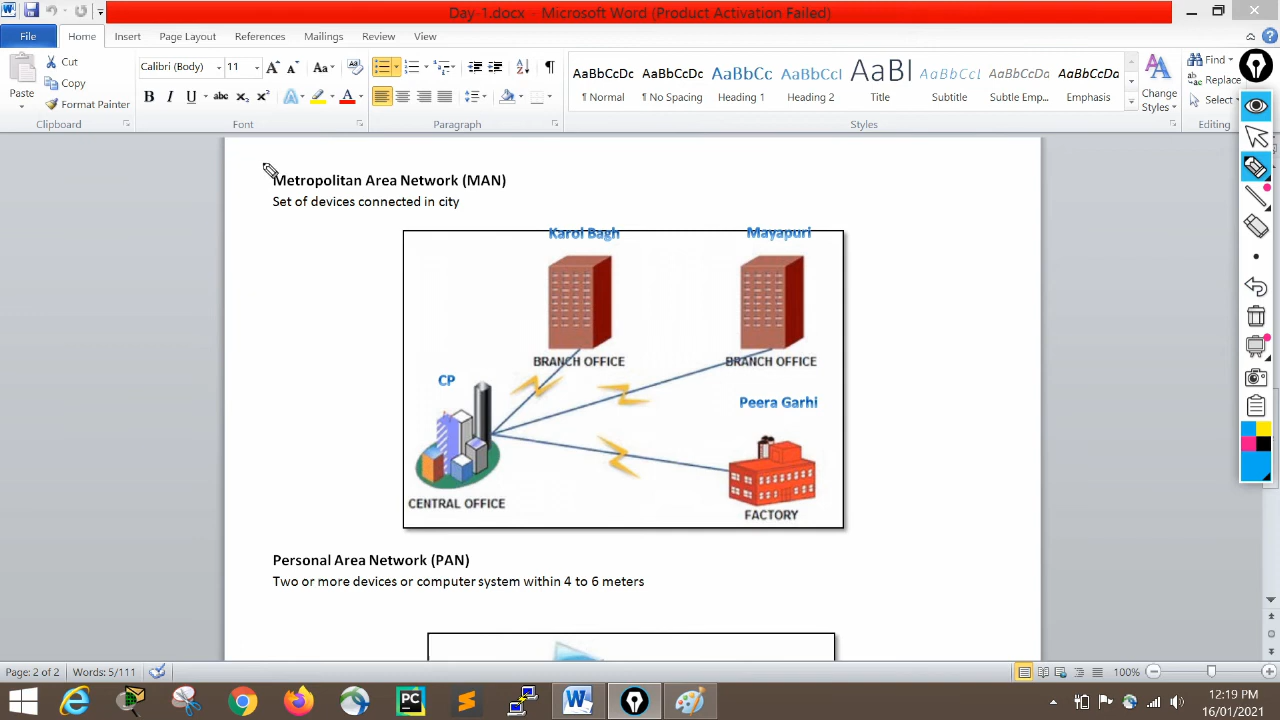 Day-1.docx - Microsoft Word (Product Activation Failed)
File Home Insert Page Layout References Mailings Review View
Paste
Cut
Copy
Format Painter
Clipboard
Calibri (Body) 11
Font
Paragraph
AaBbCcDc AaBbCcDc AaBbCc AaBbCcI AaBI AaBbCcL AaBbCcDc AaBbCcDc
¶ Normal ¶ No Spacing Heading 1 Heading 2 Title Subtitle Subtle Emp... Emphasis
Change Styles
Styles
Find
Replace
Select
Editing
Metropolitan Area Network (MAN)
Set of devices connected in city
Karol Bagh Mayapuri
BRANCH OFFICE BRANCH OFFICE
CP
Peera Garhi
CENTRAL OFFICE
FACTORY
Personal Area Network (PAN)
Two or more devices or computer system within 4 to 6 meters
Page: 2 of 2 Words: 5/111 100%
12:19 PM
16/01/2021